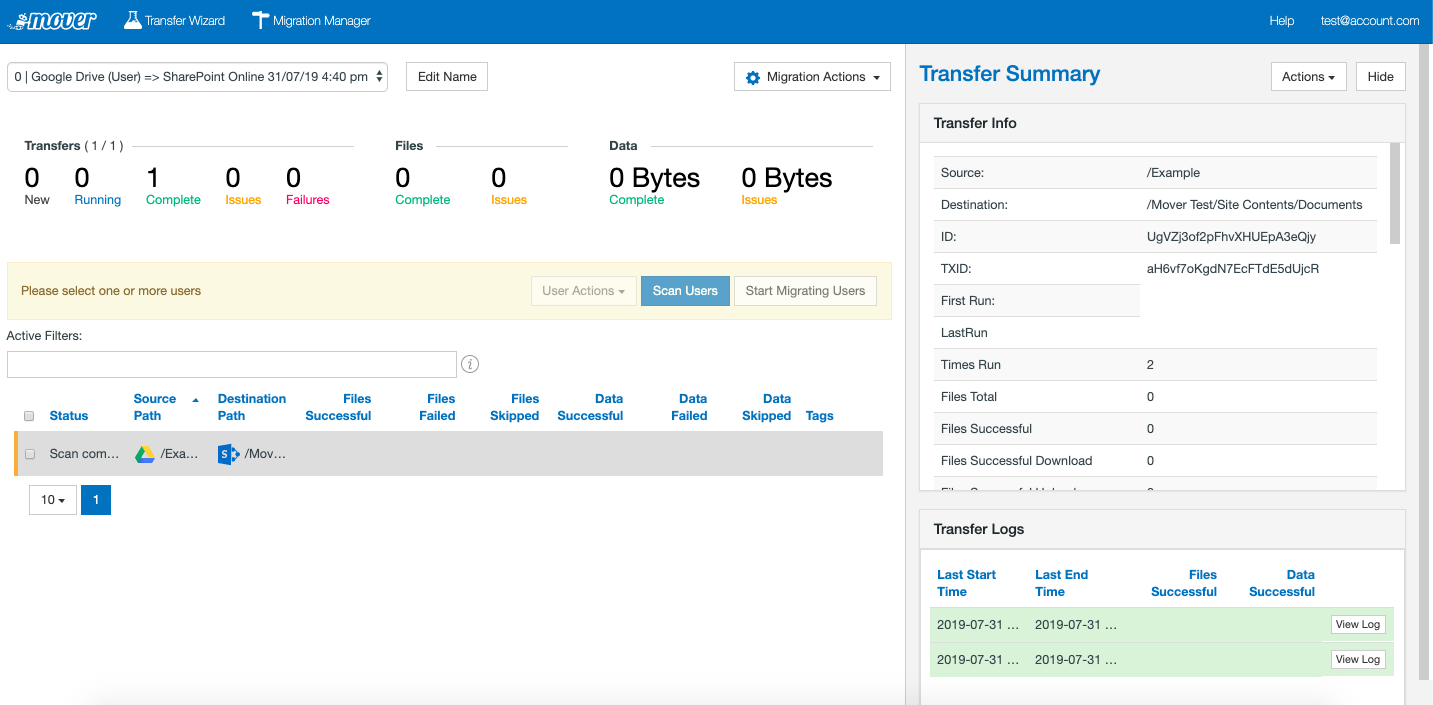 mover Transfer Wizard Migration Manager Help test@account.com
0 | Google Drive (User) => SharePoint Online 31/07/19 4:40 pm Edit Name Migration Actions
Transfers ( 1 / 1 ) Files Data
0 0 1 0 0 0 0 0 Bytes 0 Bytes
New Running Complete Issues Failures Complete Issues Complete Issues
Please select one or more users User Actions Scan Users Start Migrating Users
Active Filters:
i
Status Source Path Destination Path Files Successful Files Failed Files Skipped Data Successful Data Failed Data Skipped Tags
Scan com... /Exa... S /Mov...
10 1
Transfer Summary Actions Hide
Transfer Info
Source: /Example
Destination: /Mover Test/Site Contents/Documents
ID: UgVZj3of2pFhvXHUEpA3eQjy
TXID: aH6vf7oKgdN7EcFTdE5dUjcR
First Run:
LastRun
Times Run 2
Files Total 0
Files Successful 0
Files Successful Download 0
Transfer Logs
Last Start Time Last End Time Files Successful Data Successful
2019-07-31 ... 2019-07-31 ... View Log
2019-07-31 ... 2019-07-31 ... View Log